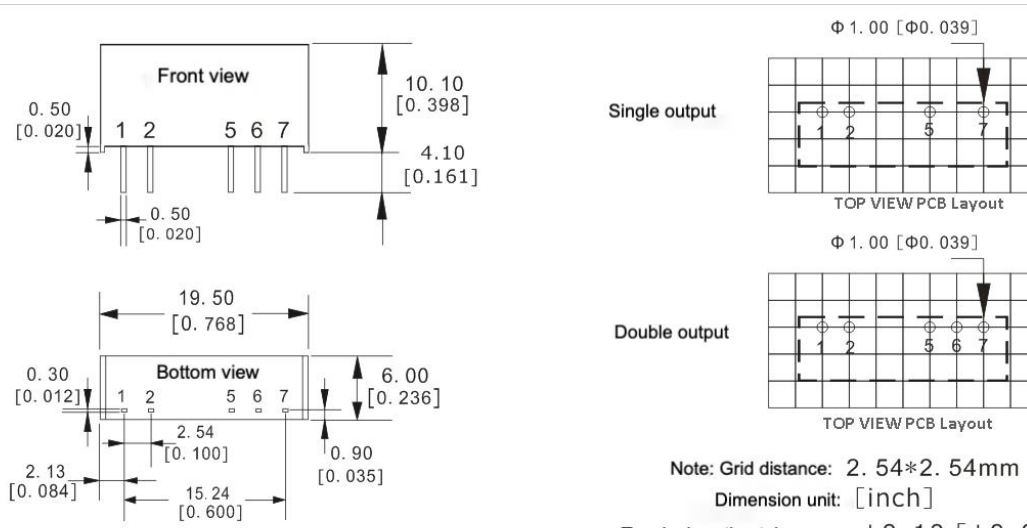 Front view
10.10
[0.398]
0.50
[0.020]
1 2 5 6 7
4.10
[0.161]
0.50
[0.020]
19.50
[0.768]
Bottom view
0.30
[0.012]
1 2 5 6 7
6.00
[0.236]
2.54
[0.100]
0.90
[0.035]
2.13
[0.084]
15.24
[0.600]
Φ1.00 [Φ0.039]
Single output
1 2 5 7
TOP VIEW PCB Layout
Φ1.00 [Φ0.039]
Double output
1 2 5 6 7
TOP VIEW PCB Layout
Note: Grid distance: 2.54*2.54mm
Dimension unit: [inch]